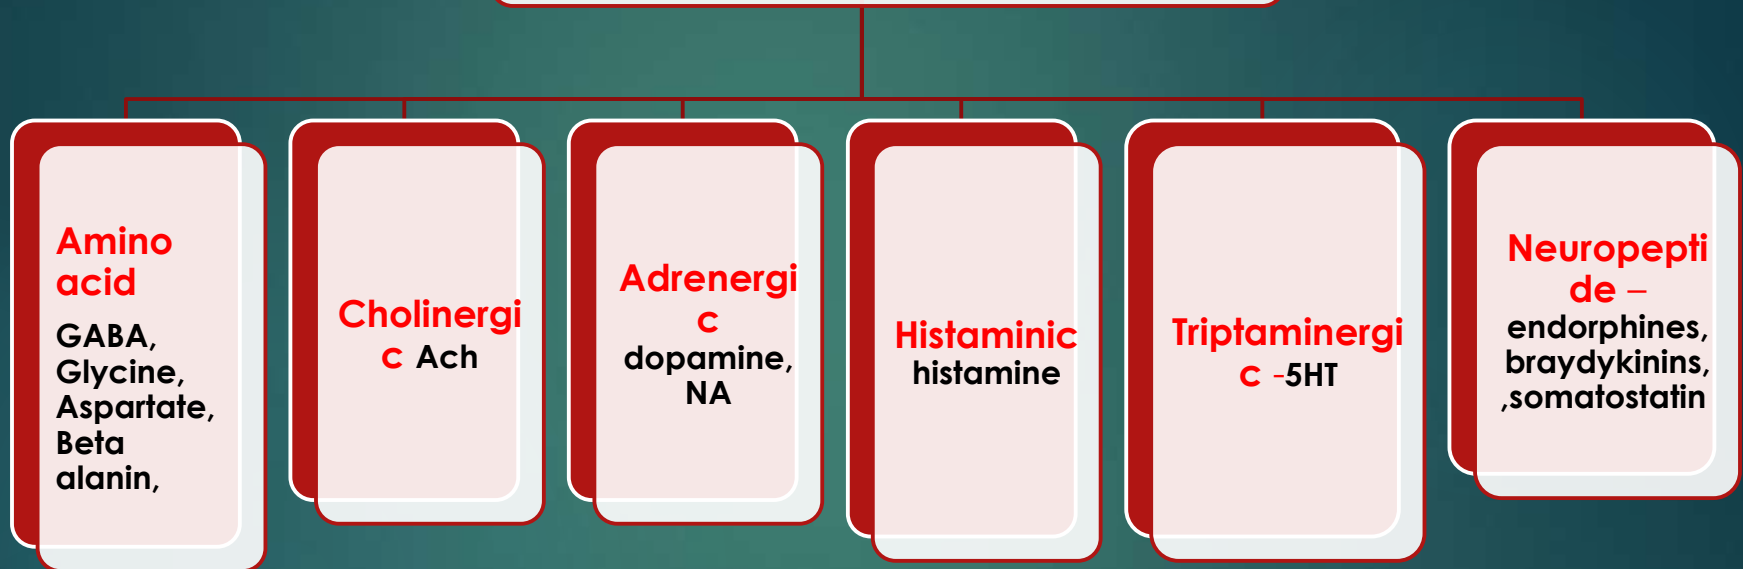 Amino
acid
GABA,
Glycine,
Aspartate,
Beta
alanin,
Cholinergi
c Ach
Adrenergi
c
dopamine,
NA
Histaminic
histamine
Triptaminergi
c -5HT
Neuropepti
de –
endorphines,
braydykinins,
,somatostatin